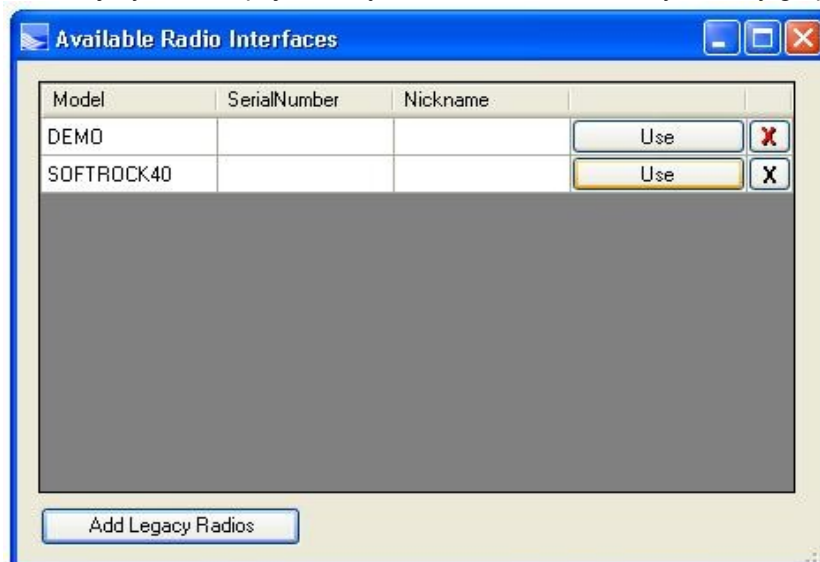 Available Radio Interfaces
Model SerialNumber Nickname
DEMO Use X
SOFTROCK40 Use X
Add Legacy Radios